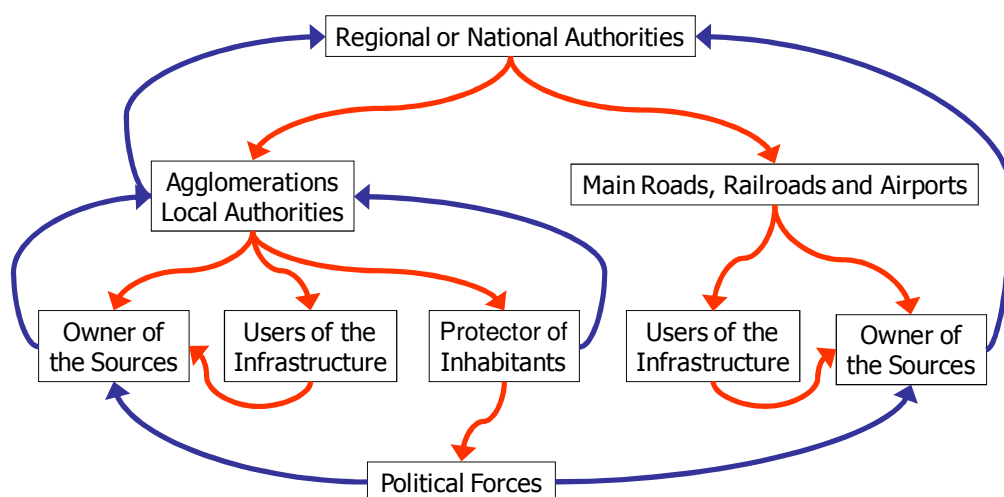 Regional or National Authorities
Agglomerations
Local Authorities
Main Roads, Railroads and Airports
Owner of
the Sources
Users of the
Infrastructure
Protector of
Inhabitants
Users of the
Infrastructure
Owner of
the Sources
Political Forces